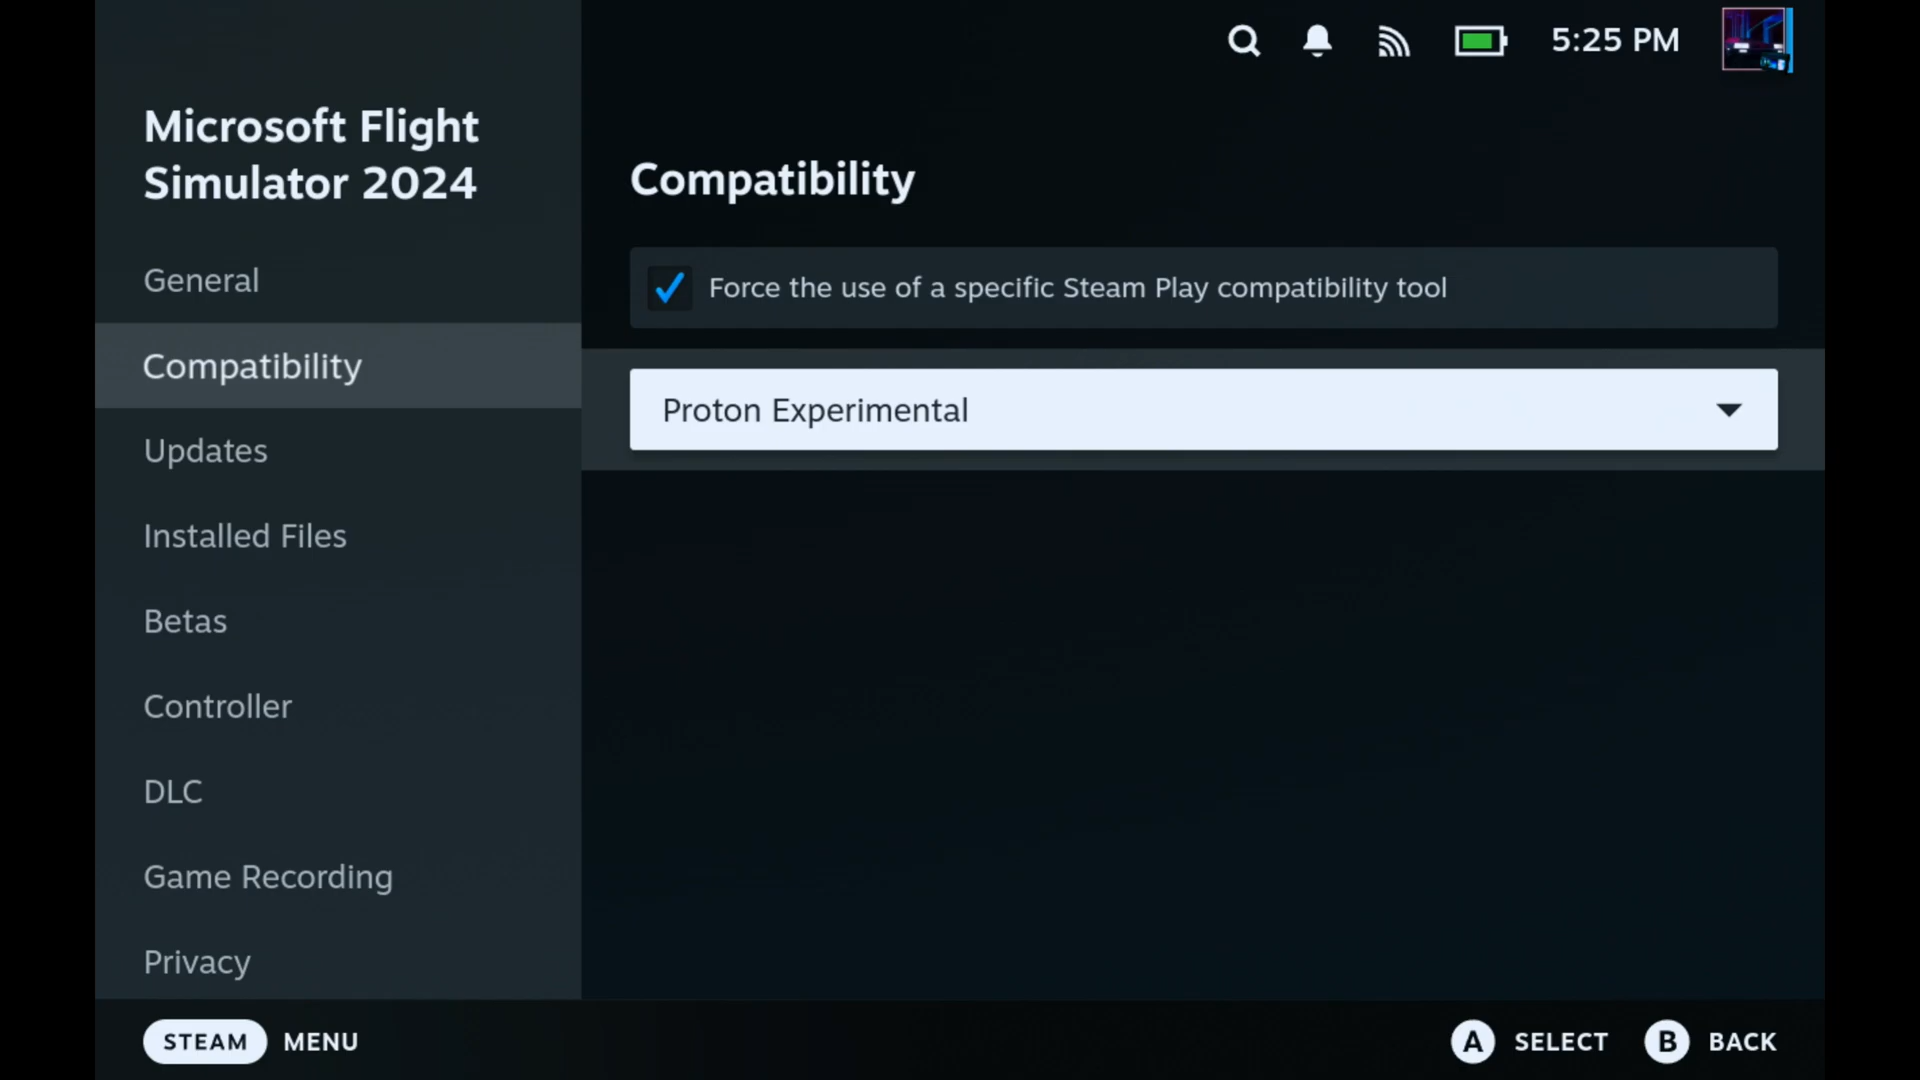 5:25 PM
Microsoft Flight
Simulator 2024
General
Compatibility
Updates
Installed Files
Betas
Controller
DLC
Game Recording
Privacy
Compatibility
Force the use of a specific Steam Play compatibility tool
Proton Experimental
STEAM MENU
A SELECT B BACK